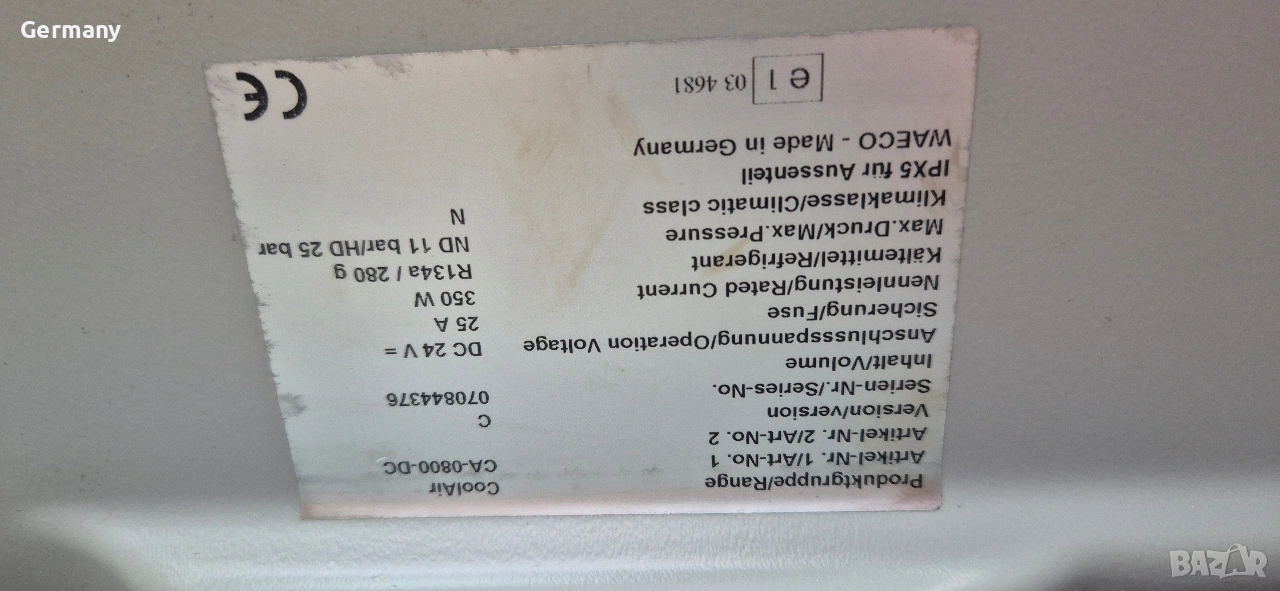 Germany
Produktgruppe/Range CoolAir
Artikel-Nr. 1/Art-No. 1 CA-0800-DC
Artikel-Nr. 2/Art-No. 2
Version/version C
Serien-Nr./Series-No. 070844376
Inhalt/Volume
Anschlussspannung/Operation Voltage DC 24 V =
Sicherung/Fuse 25 A
Nennleistung/Rated Current 350 W
Kältemittel/Refrigerant R134a / 280 g
Max.Druck/Max.Pressure ND 11 bar/HD 25 bar
Klimaklasse/Climatic class N
IPX5 für Aussenteil
WAECO - Made in Germany
e 1 03 4681
CE
BAZAR